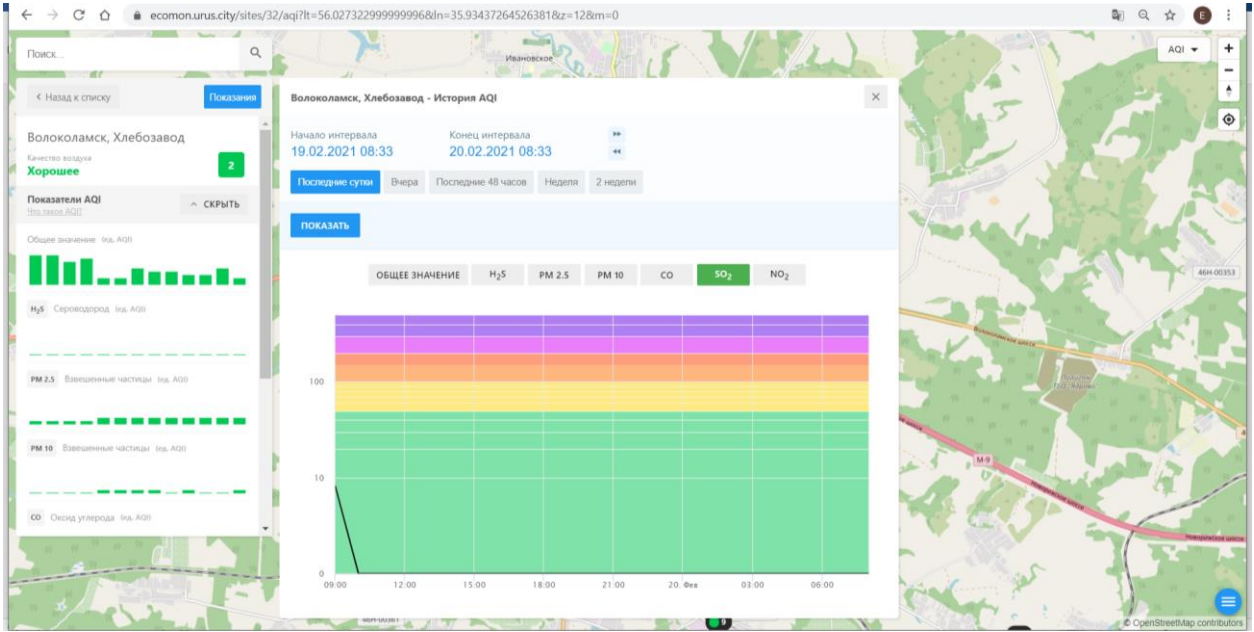 ecomon.urus.city/sites/32/aqi?lt=56.027322999999996&ln=35.93437264526381&z=12&m=0
E
Поиск...
Ивановское
AQI
< Назад к списку
Показания
Волоколамск, Хлебозавод - История AQI
Волоколамск, Хлебозавод
Качество воздуха
Хорошее
2
Начало интервала
Конец интервала
19.02.2021 08:33
20.02.2021 08:33
Последние сутки
Вчера
Последние 48 часов
Неделя
2 недели
Показатели AQI
Что такое AQI?
СКРЫТЬ
ПОКАЗАТЬ
Общее значение (ед. AQI)
ОБЩЕЕ ЗНАЧЕНИЕ
H₂S
PM 2.5
PM 10
CO
SO₂
NO₂
46Н-00353
H₂S Сероводород (ед. AQI)
Волоколамское шоссе
PM 2.5 Взвешенные частицы (ед. AQI)
100
PM 10 Взвешенные частицы (ед. AQI)
М-9
10
Новорижское шоссе
CO Оксид углерода (ед. AQI)
Новорижское шоссе
0
09:00
12:00
15:00
18:00
21:00
20. Фев
03:00
06:00
9
© OpenStreetMap contributors